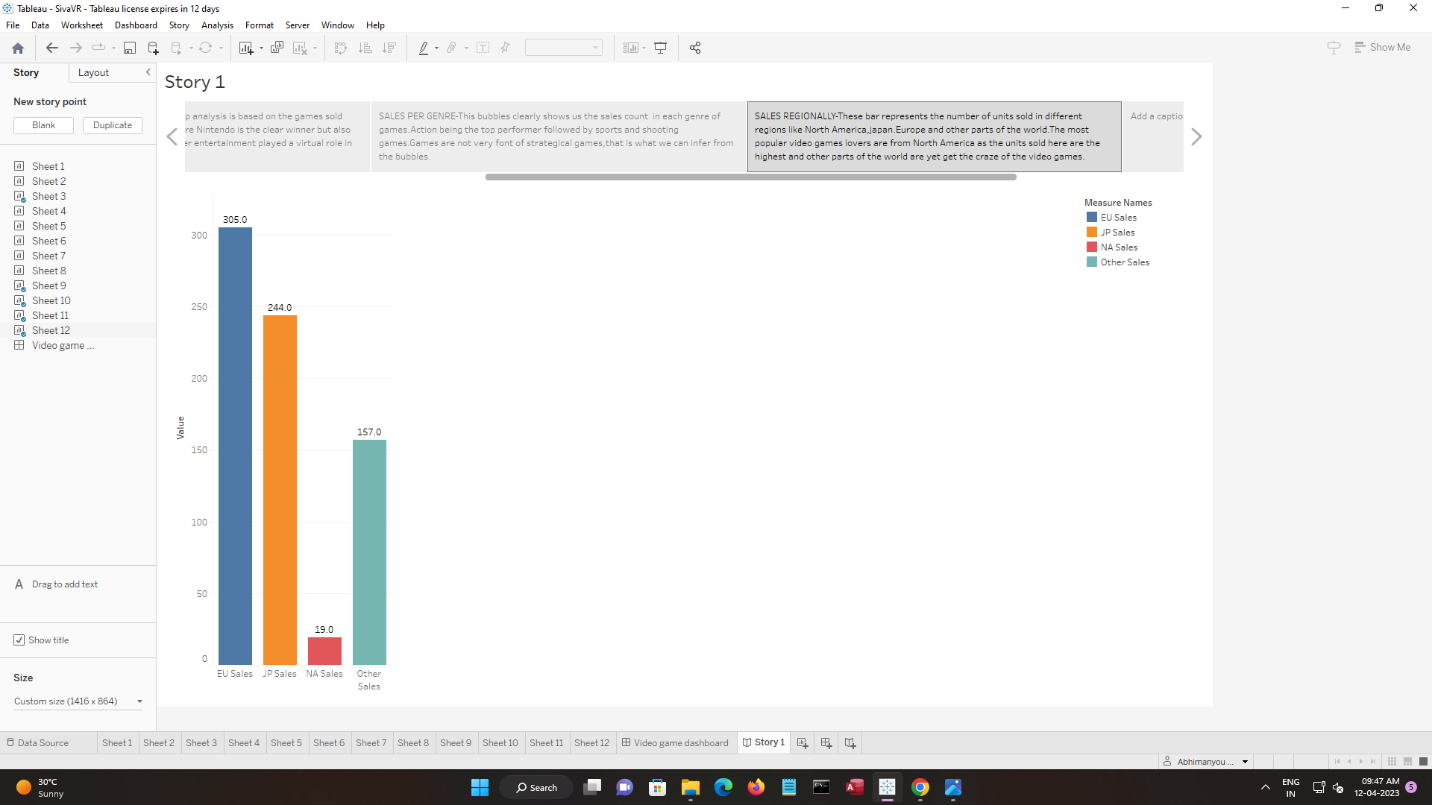 Tableau - SivaVR - Tableau license expires in 12 days
File Data Worksheet Dashboard Story Analysis Format Server Window Help
Show Me
Story Layout
New story point
Blank Duplicate
Sheet 1
Sheet 2
Sheet 3
Sheet 4
Sheet 5
Sheet 6
Sheet 7
Sheet 8
Sheet 9
Sheet 10
Sheet 11
Sheet 12
Video game ...
A Drag to add text
Show title
Size
Custom size (1416 x 864)
Story 1
p analysis is based on the games sold
re Nintendo is the clear winner but also
er entertainment played a virtual role in
SALES PER GENRE-This bubbles clearly shows us the sales count in each genre of
games.Action being the top performer followed by sports and shooting
games.Games are not very font of strategical games,that is what we can infer from
the bubbles.
SALES REGIONALLY-These bar represents the number of units sold in different
regions like North America,japan.Europe and other parts of the world.The most
popular video games lovers are from North America as the units sold here are the
highest and other parts of the world are yet get the craze of the video games.
Add a captio
Value
300
250
200
150
100
50
0
305.0
244.0
19.0
157.0
EU Sales JP Sales NA Sales Other
Sales
Measure Names
EU Sales
JP Sales
NA Sales
Other Sales
Data Source Sheet 1 Sheet 2 Sheet 3 Sheet 4 Sheet 5 Sheet 6 Sheet 7 Sheet 8 Sheet 9 Sheet 10 Sheet 11 Sheet 12 Video game dashboard Story 1
Abhimanyou ...
30°C
Sunny
Search
ENG
IN
09:47 AM
12-04-2023
5